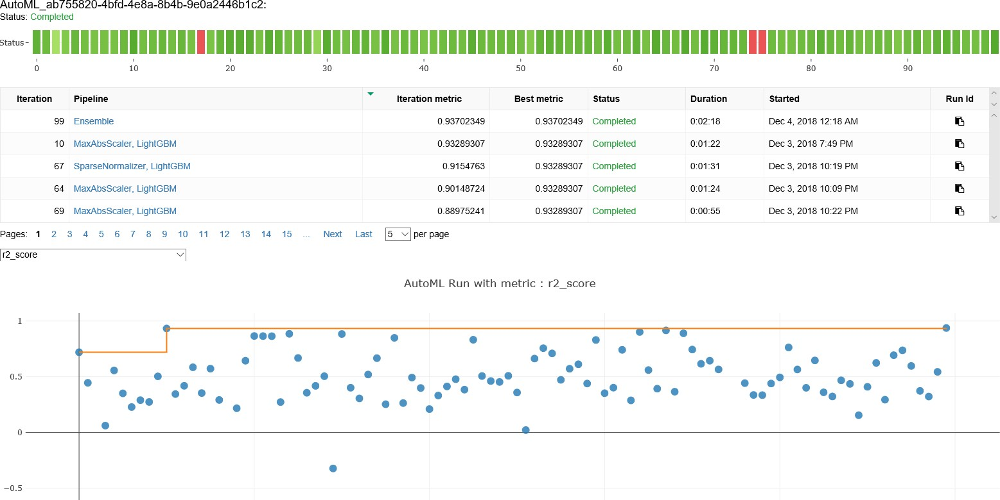 AutoML_ab755820-4bfd-4e8a-8b4b-9e0a2446b1c2:
Status: Completed
Status
0 10 20 30 40 50 60 70 80 90
Iteration Pipeline Iteration metric Best metric Status Duration Started Run Id
99 Ensemble 0.93702349 0.93702349 Completed 0:02:18 Dec 4, 2018 12:18 AM
10 MaxAbsScaler, LightGBM 0.93289307 0.93289307 Completed 0:01:22 Dec 3, 2018 7:49 PM
67 SparseNormalizer, LightGBM 0.9154763 0.93289307 Completed 0:01:31 Dec 3, 2018 10:19 PM
64 MaxAbsScaler, LightGBM 0.90148724 0.93289307 Completed 0:01:24 Dec 3, 2018 10:09 PM
69 MaxAbsScaler, LightGBM 0.88975241 0.93289307 Completed 0:00:55 Dec 3, 2018 10:22 PM
Pages: 1 2 3 4 5 6 7 8 9 10 11 12 13 14 15 ... Next Last 5 per page
r2_score
AutoML Run with metric : r2_score
1
0.5
0
−0.5